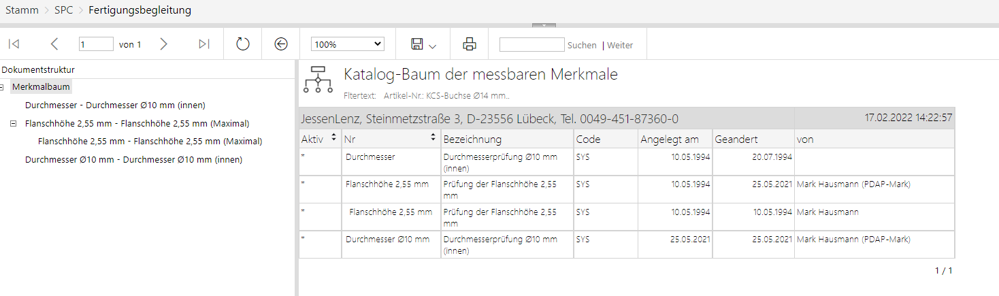 Stamm > SPC > Fertigungsbegleitung
1 von 1 100% Suchen | Weiter
Dokumentstruktur
Merkmalbaum
Durchmesser - Durchmesser Ø10 mm (innen)
Flanschhöhe 2,55 mm - Flanschhöhe 2,55 mm (Maximal)
Flanschhöhe 2,55 mm - Flanschhöhe 2,55 mm (Maximal)
Durchmesser Ø10 mm - Durchmesser Ø10 mm (innen)
Katalog-Baum der messbaren Merkmale
Fltertext: Artikel-Nr.: KCS-Buchse Ø14 mm..
JessenLenz, Steinmetzstraße 3, D-23556 Lübeck, Tel. 0049-451-87360-0 17.02.2022 14:22:57
Aktiv Nr Bezeichnung Code Angelegt am Geandert von
* Durchmesser Durchmesserprüfung Ø10 mm SYS 10.05.1994 20.07.1994
(innen)
* Flanschhöhe 2,55 mm Prüfung der Flanschhöhe 2,55 SYS 10.05.1994 25.05.2021 Mark Hausmann (PDAP-Mark)
mm
* Flanschhöhe 2,55 mm Prüfung der Flanschhöhe 2,55 SYS 10.05.1994 10.05.1994 Mark Hausmann
mm
* Durchmesser Ø10 mm Durchmesserprüfung Ø10 mm SYS 25.05.2021 25.05.2021 Mark Hausmann (PDAP-Mark)
(innen)
1 / 1